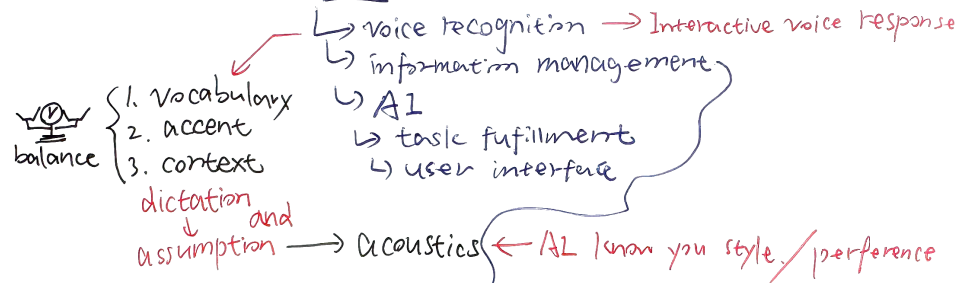 voice recognition → Interactive voice response
information management
AI
task fufillment
user interface
1. vocabulary
2. accent
3. context
balance
dictation
and
assumption → acoustics ← AI know you style./perference